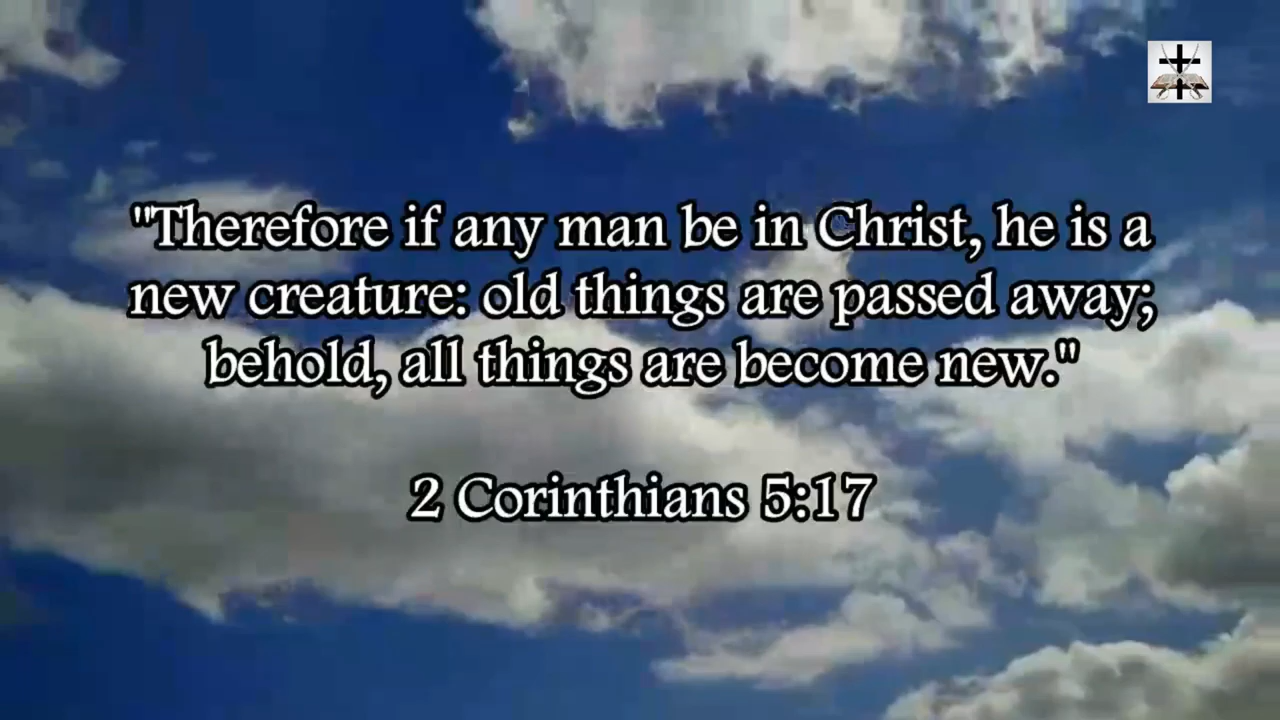 "Therefore if any man be in Christ, he is a
new creature: old things are passed away;
behold, all things are become new."
2 Corinthians 5:17